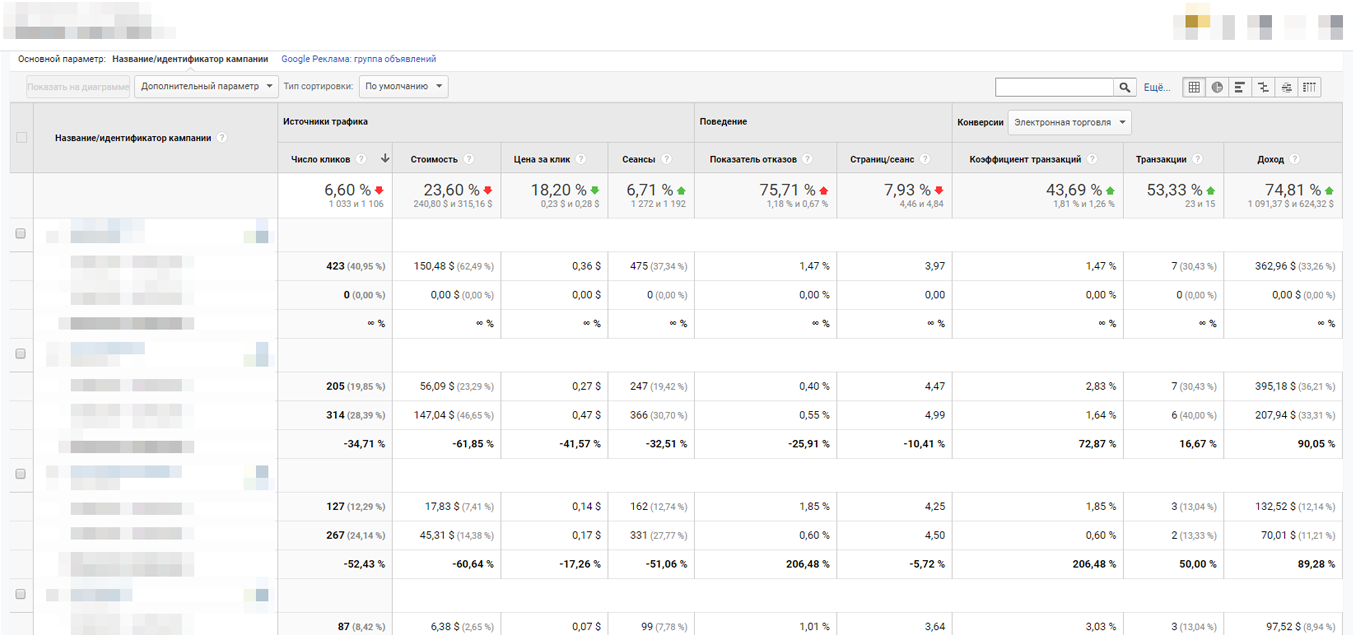 Основной параметр: Название/идентификатор кампании Google Реклама: группа объявлений
Показать на диаграмме Дополнительный параметр Тип сортировки: По умолчанию Ещё...
Название/идентификатор кампании ? Источники трафика Поведение Конверсии Электронная торговля
Число кликов ? Стоимость ? Цена за клик ? Сеансы ? Показатель отказов ? Страниц/сеанс ? Коэффициент транзакций ? Транзакции ? Доход ?
6,60 % 23,60 % 18,20 % 6,71 % 75,71 % 7,93 % 43,69 % 53,33 % 74,81 %
1 033 и 1 106 240,80 $ и 315,16 $ 0,23 $ и 0,28 $ 1 272 и 1 192 1,18 % и 0,67 % 4,46 и 4,84 1,81 % и 1,26 % 23 и 15 1 091,37 $ и 624,32 $
423 (40,95 %) 150,48 $ (62,49 %) 0,36 $ 475 (37,34 %) 1,47 % 3,97 1,47 % 7 (30,43 %) 362,96 $ (33,26 %)
0 (0,00 %) 0,00 $ (0,00 %) 0,00 $ 0 (0,00 %) 0,00 % 0,00 0,00 % 0 (0,00 %) 0,00 $ (0,00 %)
∞ % ∞ % ∞ % ∞ % ∞ % ∞ % ∞ % ∞ % ∞ %
205 (19,85 %) 56,09 $ (23,29 %) 0,27 $ 247 (19,42 %) 0,40 % 4,47 2,83 % 7 (30,43 %) 395,18 $ (36,21 %)
314 (28,39 %) 147,04 $ (46,65 %) 0,47 $ 366 (30,70 %) 0,55 % 4,99 1,64 % 6 (40,00 %) 207,94 $ (33,31 %)
-34,71 % -61,85 % -41,57 % -32,51 % -25,91 % -10,41 % 72,87 % 16,67 % 90,05 %
127 (12,29 %) 17,83 $ (7,41 %) 0,14 $ 162 (12,74 %) 1,85 % 4,25 1,85 % 3 (13,04 %) 132,52 $ (12,14 %)
267 (24,14 %) 45,31 $ (14,38 %) 0,17 $ 331 (27,77 %) 0,60 % 4,50 0,60 % 2 (13,33 %) 70,01 $ (11,21 %)
-52,43 % -60,64 % -17,26 % -51,06 % 206,48 % -5,72 % 206,48 % 50,00 % 89,28 %
87 (8,42 %) 6,38 $ (2,65 %) 0,07 $ 99 (7,78 %) 1,01 % 3,64 3,03 % 3 (13,04 %) 97,52 $ (8,94 %)